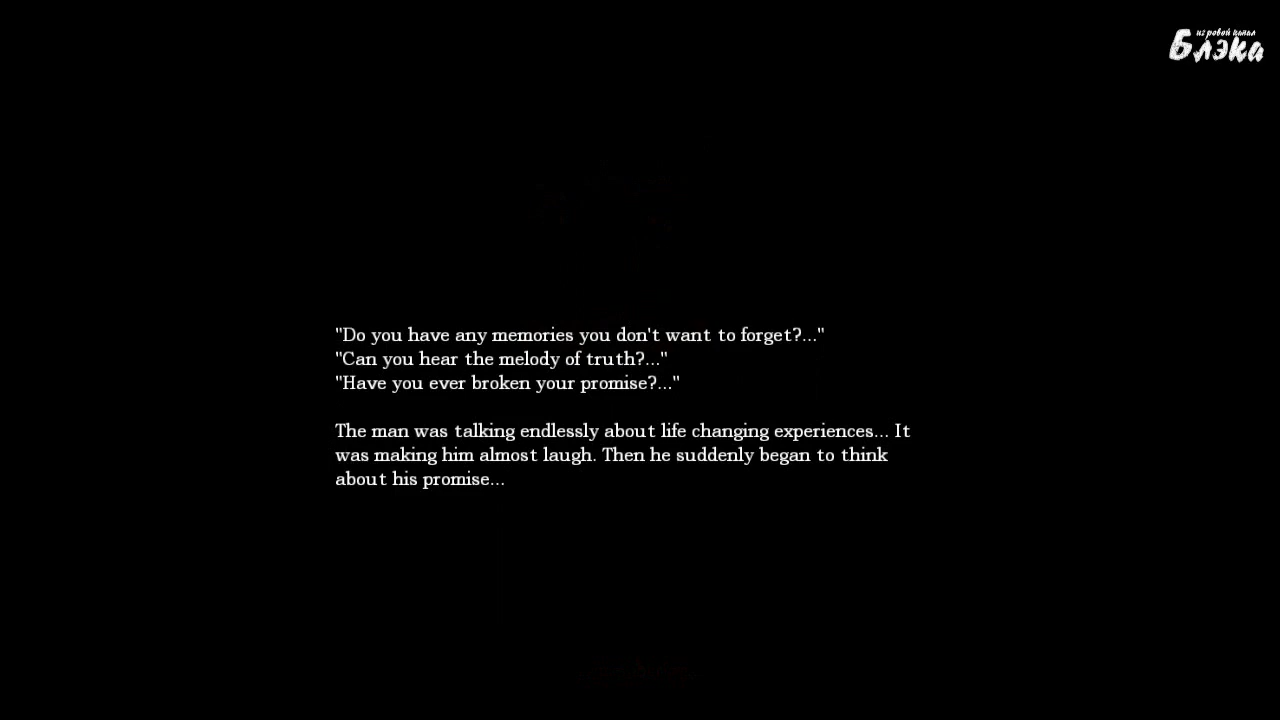 игровой канал
Блэка
"Do you have any memories you don't want to forget?..."
"Can you hear the melody of truth?..."
"Have you ever broken your promise?..."
The man was talking endlessly about life changing experiences... It
was making him almost laugh. Then he suddenly began to think
about his promise...